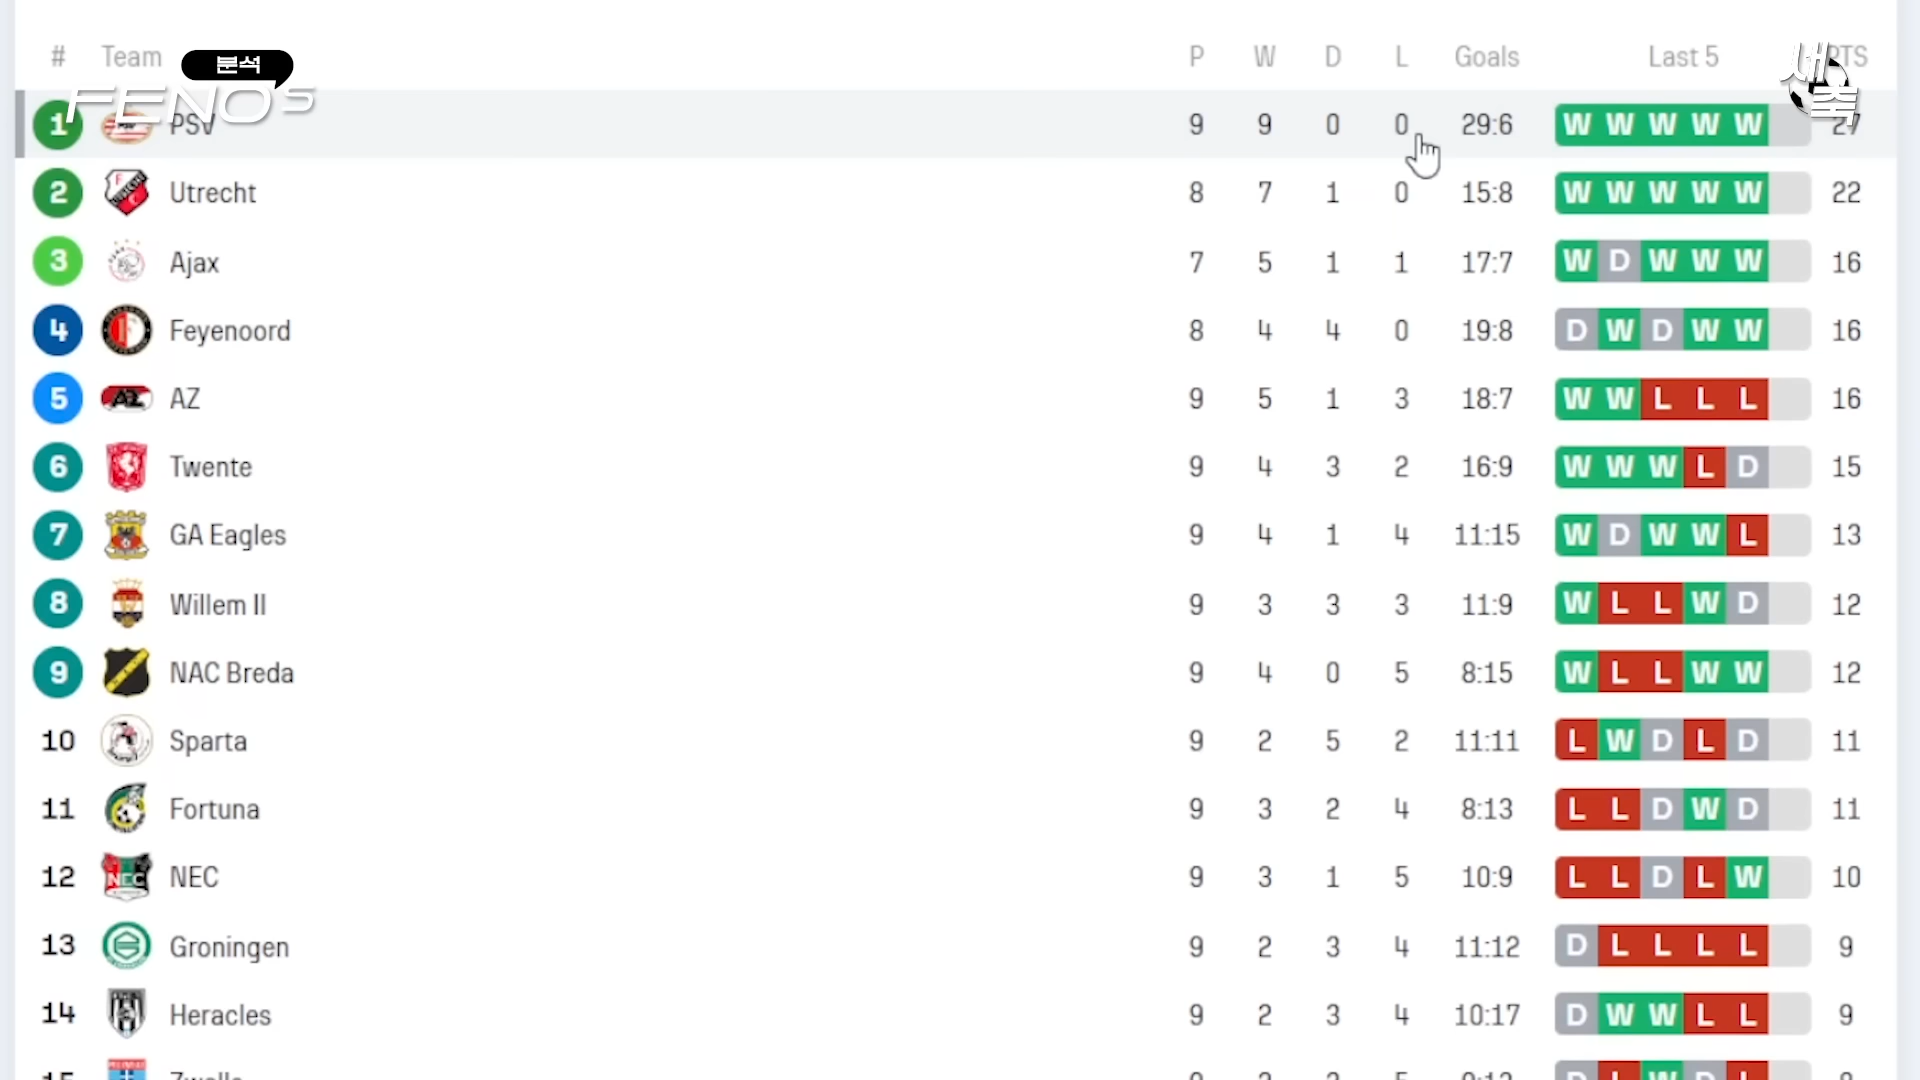 # Team P W D L Goals Last 5 PTS
분석
FENOS
세축
1 PSV 9 9 0 0 29:6 W W W W W 27
2 Utrecht 8 7 1 0 15:8 W W W W W 22
3 Ajax 7 5 1 1 17:7 W D W W W 16
4 Feyenoord 8 4 4 0 19:8 D W D W W 16
5 AZ 9 5 1 3 18:7 W W L L L 16
6 Twente 9 4 3 2 16:9 W W W L D 15
7 GA Eagles 9 4 1 4 11:15 W D W W L 13
8 Willem II 9 3 3 3 11:9 W L L W D 12
9 NAC Breda 9 4 0 5 8:15 W L L W W 12
10 Sparta 9 2 5 2 11:11 L W D L D 11
11 Fortuna 9 3 2 4 8:13 L L D W D 11
12 NEC 9 3 1 5 10:9 L L D L W 10
13 Groningen 9 2 3 4 11:12 D L L L L 9
14 Heracles 9 2 3 4 10:17 D W W L L 9